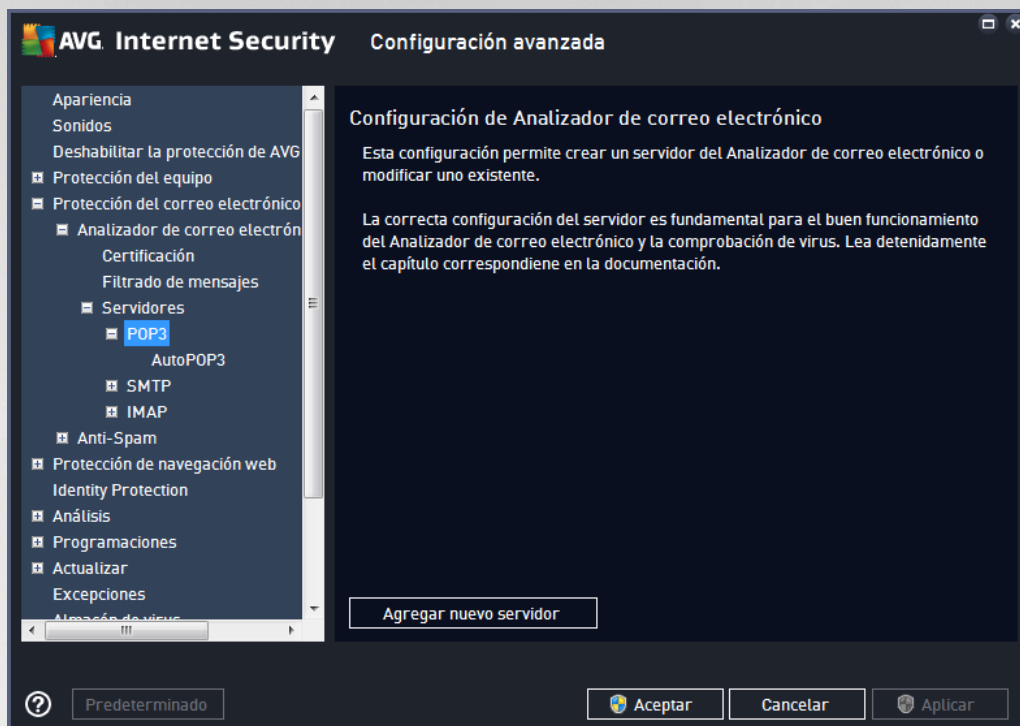 AVG. Internet Security
Configuración avanzada
Apariencia
Sonidos
Deshabilitar la protección de AVG
Protección del equipo
Protección del correo electrónico
Analizador de correo electrón
Certificación
Filtrado de mensajes
Servidores
POP3
AutoPOP3
SMTP
IMAP
Anti-Spam
Protección de navegación web
Identity Protection
Análisis
Programaciones
Actualizar
Excepciones
Almacén de virus
Configuración de Analizador de correo electrónico
Esta configuración permite crear un servidor del Analizador de correo electrónico o
modificar uno existente.
La correcta configuración del servidor es fundamental para el buen funcionamiento
del Analizador de correo electrónico y la comprobación de virus. Lea detenidamente
el capítulo correspondiene en la documentación.
Agregar nuevo servidor
Predeterminado
Aceptar
Cancelar
Aplicar